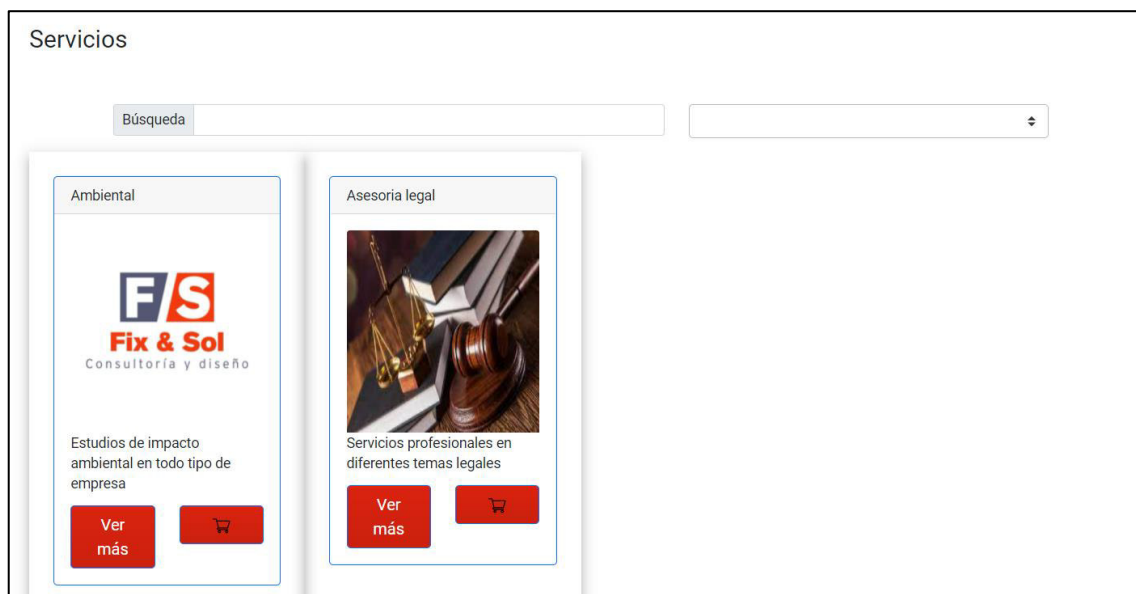 Servicios
Búsqueda
Ambiental
F/S
Fix & Sol
Consultoría y diseño
Estudios de impacto
ambiental en todo tipo de
empresa
Ver
más
Asesoria legal
Servicios profesionales en
diferentes temas legales
Ver
más